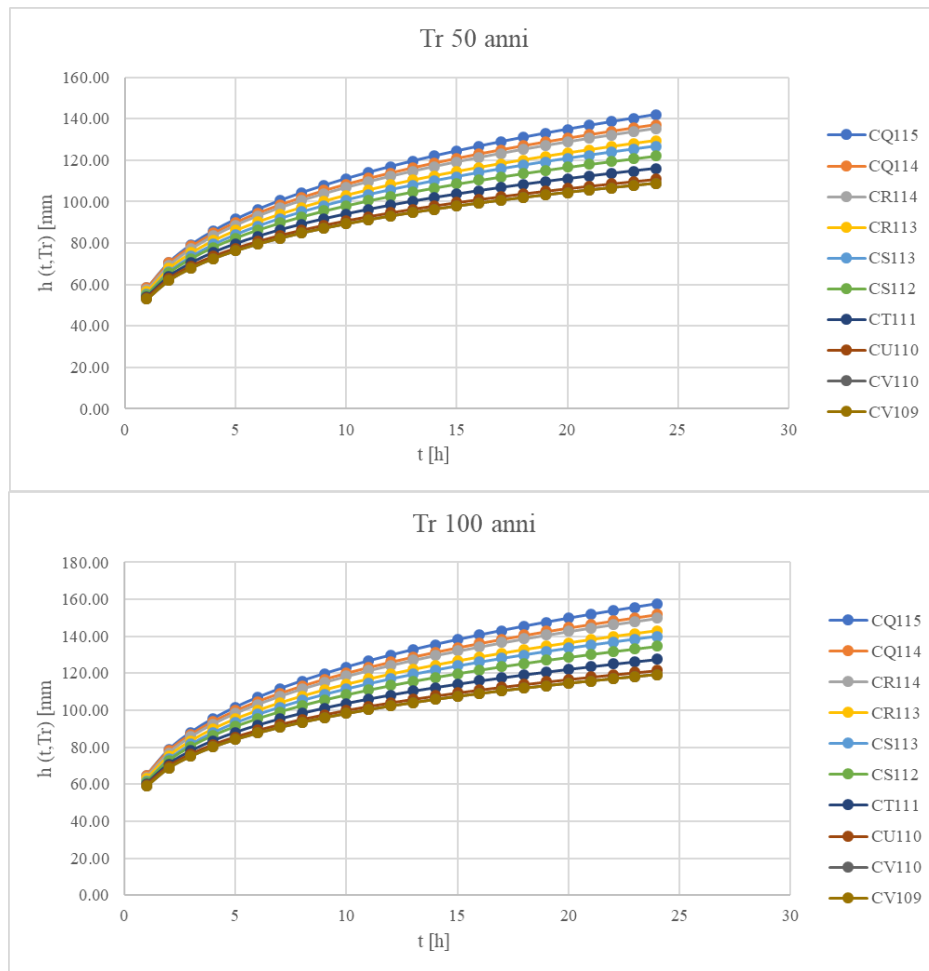 Tr 50 anni
h (t,Tr) [mm
160.00
140.00
120.00
100.00
80.00
60.00
40.00
20.00
0.00
0 5 10 15 20 25 30
t [h]
CQ115
CQ114
CR114
CR113
CS113
CS112
CT111
CU110
CV110
CV109
Tr 100 anni
h (t,Tr) [mm
180.00
160.00
140.00
120.00
100.00
80.00
60.00
40.00
20.00
0.00
0 5 10 15 20 25 30
t [h]
CQ115
CQ114
CR114
CR113
CS113
CS112
CT111
CU110
CV110
CV109